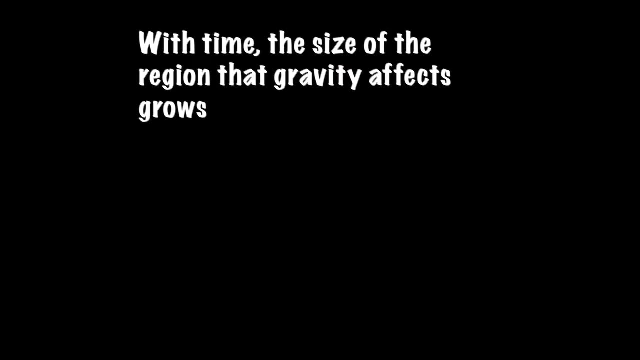 With time, the size of the
region that gravity affects
grows